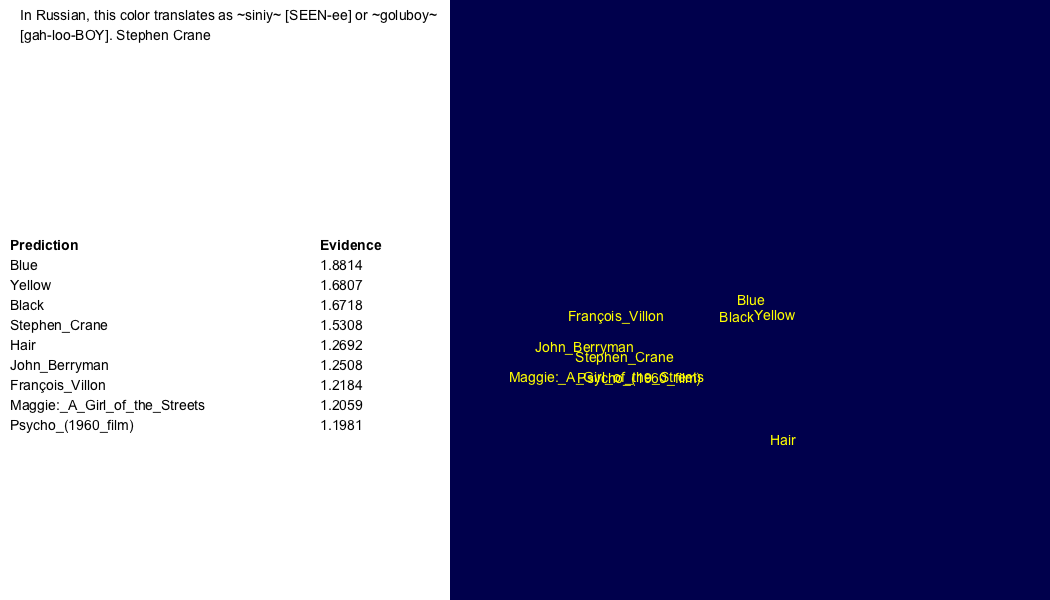 In Russian, this color translates as ~siniy~ [SEEN-ee] or ~goluboy~
[gah-loo-BOY]. Stephen Crane
Prediction Evidence
Blue 1.8814
Yellow 1.6807
Black 1.6718
Stephen_Crane 1.5308
Hair 1.2692
John_Berryman 1.2508
François_Villon 1.2184
Maggie:_A_Girl_of_the_Streets 1.2059
Psycho_(1960_film) 1.1981
Blue
François_Villon
Black
Yellow
John_Berryman
Stephen_Crane
Maggie:_A_Girl_of_the_Streets
Psycho_(1960_film)
Hair